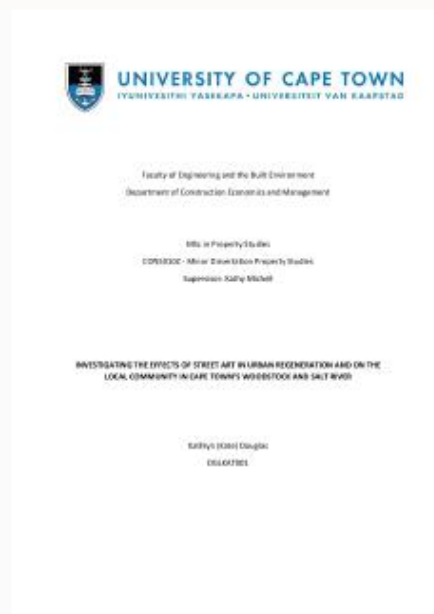 UNIVERSITY OF CAPE TOWN
IYUNIVESITHI YASEKAPA • UNIVERSITEIT VAN KAAPSTAD
Faculty of Engineering and the Built Environment
Department of Construction Economics and Management
MSc in Property Studies
Minor Dissertation Property Studies
Supervisor: Kathy Michell
INVESTIGATING THE EFFECTS OF STREET ART IN URBAN REGENERATION AND ON THE
LOCAL COMMUNITY IN CAPE TOWN'S WOODSTOCK AND SALT RIVER
Kathryn (Kate) Douglas
DGLKAT001